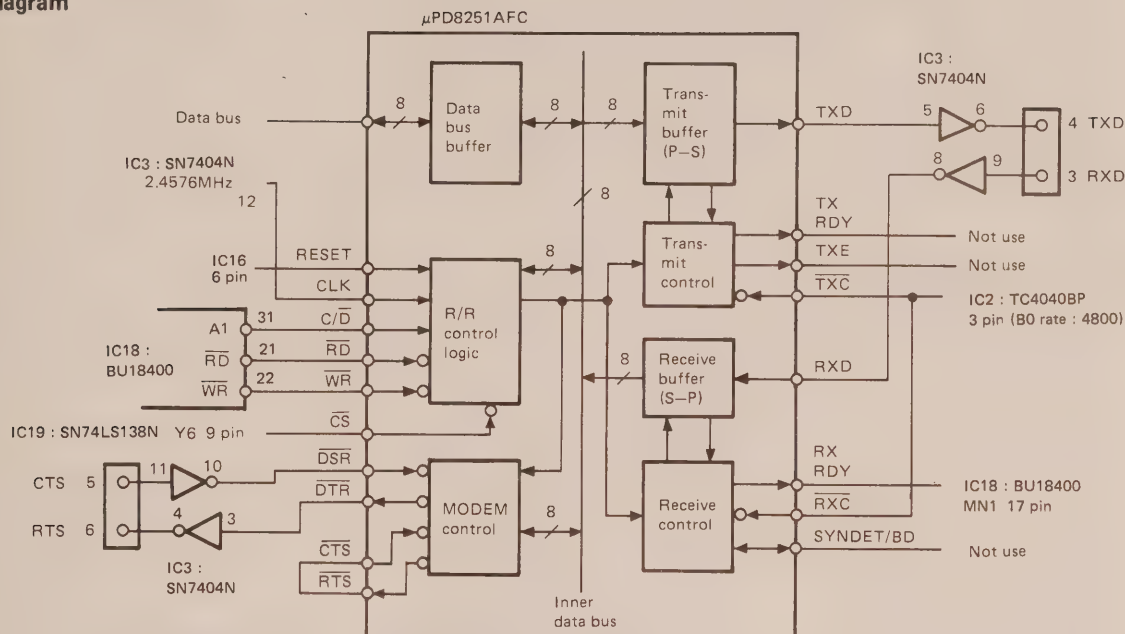 diagram
μPD8251AFC
Data bus
8
Data
bus
buffer
8
8
Trans-
mit
buffer
(P–S)
TXD
IC3 :
SN7404N
5
6
4 TXD
8
9
3 RXD
IC3 : SN7404N
2.4576MHz
12
8
IC16
6 pin
RESET
CLK
8
R/R
control
logic
Trans-
mit
control
TX
RDY
Not use
TXE
Not use
TXC
IC2 : TC4040BP
3 pin (B0 rate : 4800)
IC18 :
BU18400
A1
31
C/D
RD
21
RD
WR
22
WR
8
Receive
buffer
(S–P)
RXD
IC19 : SN74LS138N Y6 9 pin
CS
CTS 5
11
10
DSR
RTS 6
4
3
DTR
IC3 :
SN7404N
CTS
RTS
MODEM
control
8
Receive
control
RX
RDY
IC18 : BU18400
MN1 17 pin
RXC
SYNDET/BD
Not use
Inner
data bus